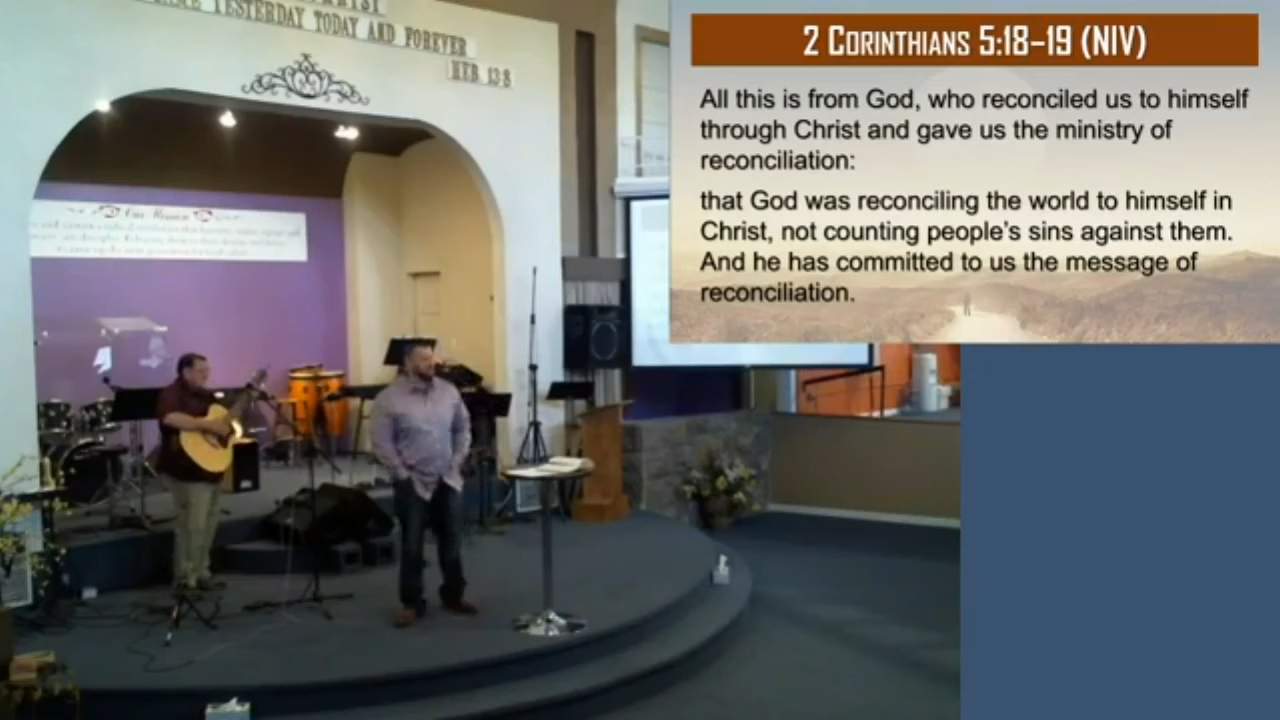 YESTERDAY TODAY AND FOREVER
HEB 13:8
Our Mission
2 CORINTHIANS 5:18–19 (NIV)
All this is from God, who reconciled us to himself
through Christ and gave us the ministry of
reconciliation:
that God was reconciling the world to himself in
Christ, not counting people's sins against them.
And he has committed to us the message of
reconciliation.